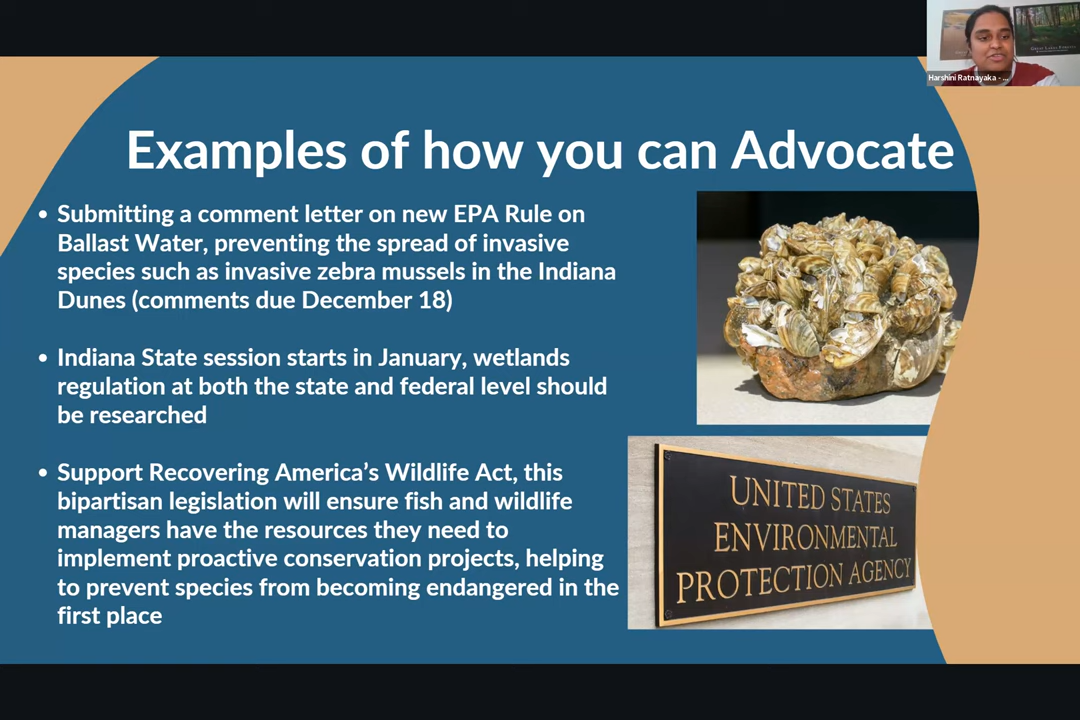 Harshini Ratnayaka - ...
Examples of how you can Advocate
• Submitting a comment letter on new EPA Rule on
Ballast Water, preventing the spread of invasive
species such as invasive zebra mussels in the Indiana
Dunes (comments due December 18)
• Indiana State session starts in January, wetlands
regulation at both the state and federal level should
be researched
• Support Recovering America’s Wildlife Act, this
bipartisan legislation will ensure fish and wildlife
managers have the resources they need to
implement proactive conservation projects, helping
to prevent species from becoming endangered in the
first place
UNITED STATES
ENVIRONMENTAL
PROTECTION AGENCY